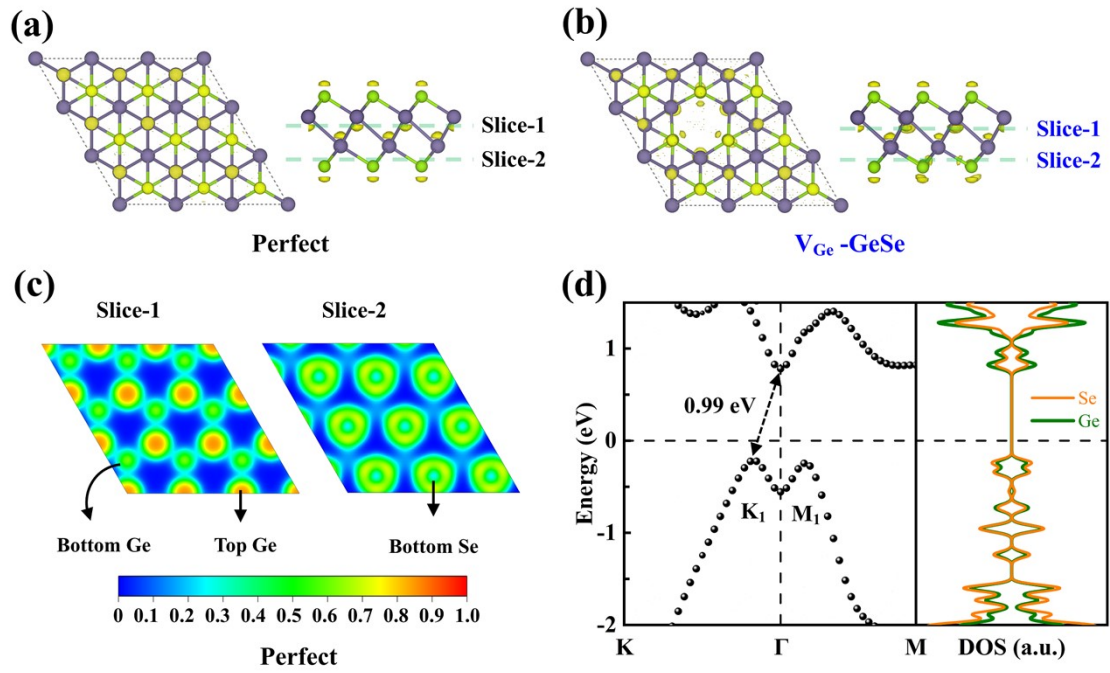 (a)
Slice-1
Slice-2
Perfect
(b)
Slice-1
Slice-2
V_Ge -GeSe
(c)
Slice-1
Slice-2
Bottom Ge
Top Ge
Bottom Se
0 0.1 0.2 0.3 0.4 0.5 0.6 0.7 0.8 0.9 1.0
Perfect
(d)
Energy (eV)
1
0
-1
-2
0.99 eV
K₁
M₁
K
Γ
M
Se
Ge
DOS (a.u.)